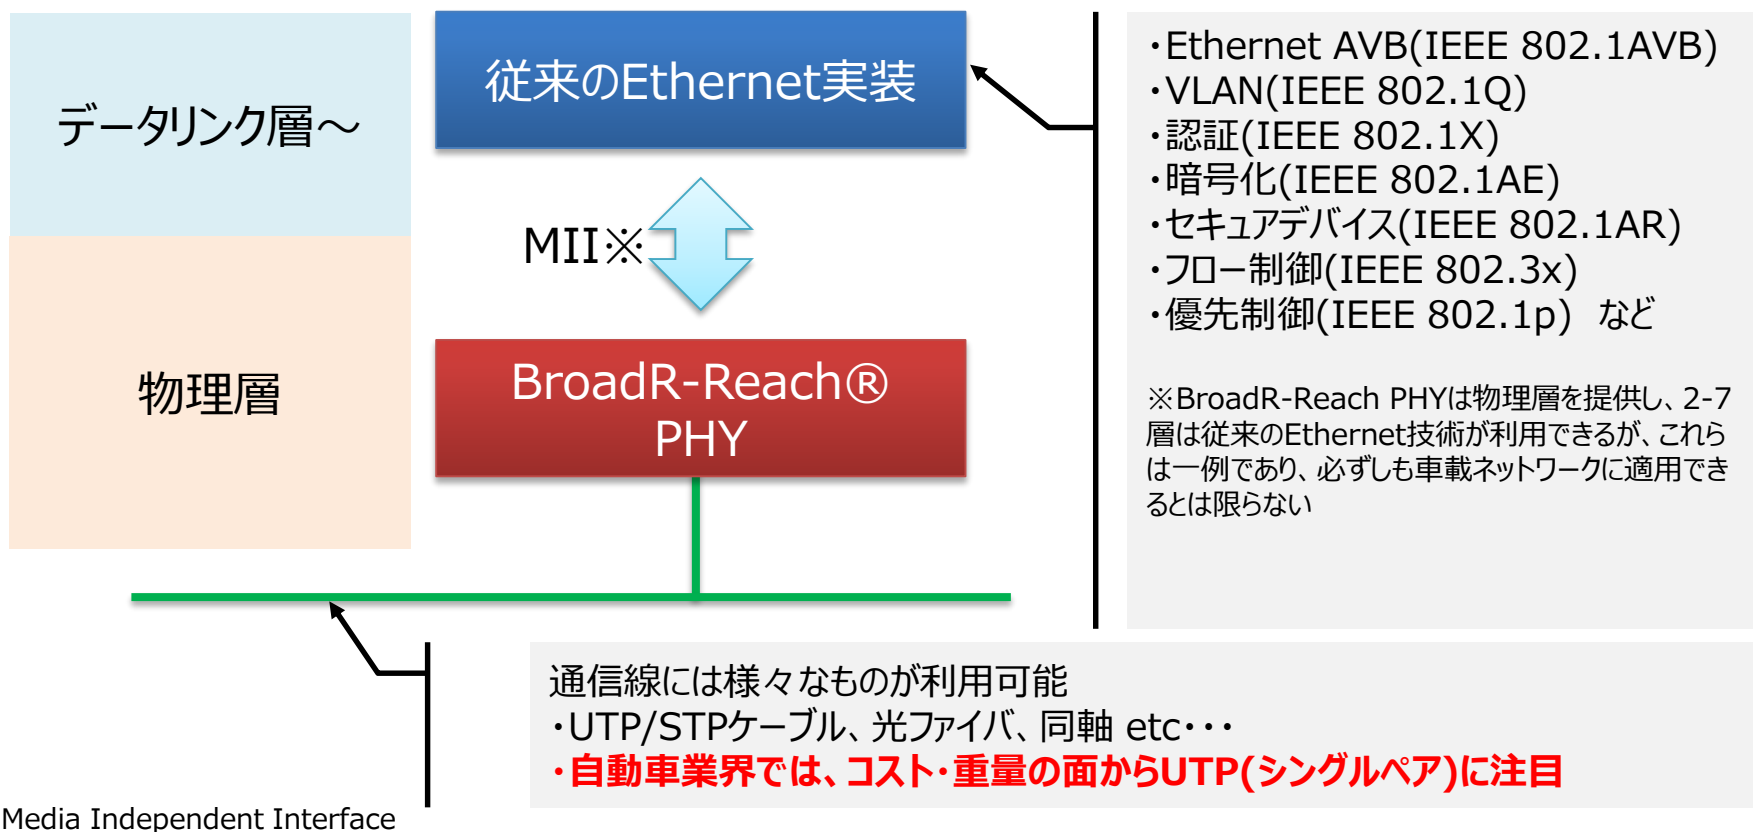 データリンク層～
従来のEthernet実装
MII※
物理層
BroadR-Reach®
PHY
・Ethernet AVB(IEEE 802.1AVB)
・VLAN(IEEE 802.1Q)
・認証(IEEE 802.1X)
・暗号化(IEEE 802.1AE)
・セキュアデバイス(IEEE 802.1AR)
・フロー制御(IEEE 802.3x)
・優先制御(IEEE 802.1p) など
※BroadR-Reach PHYは物理層を提供し、2-7
層は従来のEthernet技術が利用できるが、これら
は一例であり、必ずしも車載ネットワークに適用でき
るとは限らない
通信線には様々なものが利用可能
・UTP/STPケーブル、光ファイバ、同軸 etc・・・
・自動車業界では、コスト・重量の面からUTP(シングルペア)に注目
Media Independent Interface